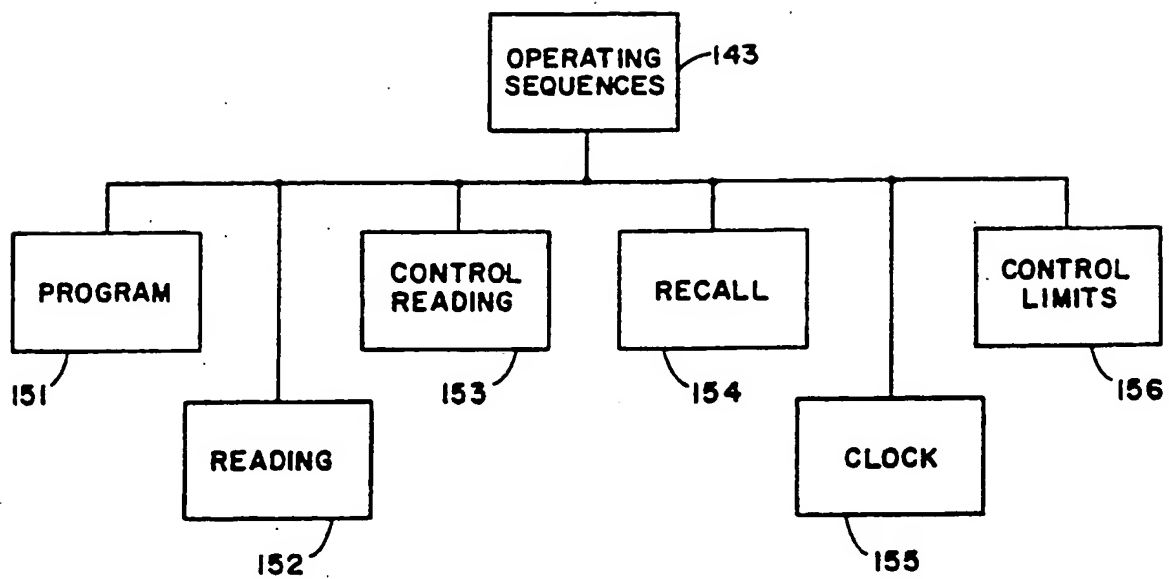 OPERATING
SEQUENCES
143
PROGRAM
151
READING
152
CONTROL
READING
153
RECALL
154
CLOCK
155
CONTROL
LIMITS
156